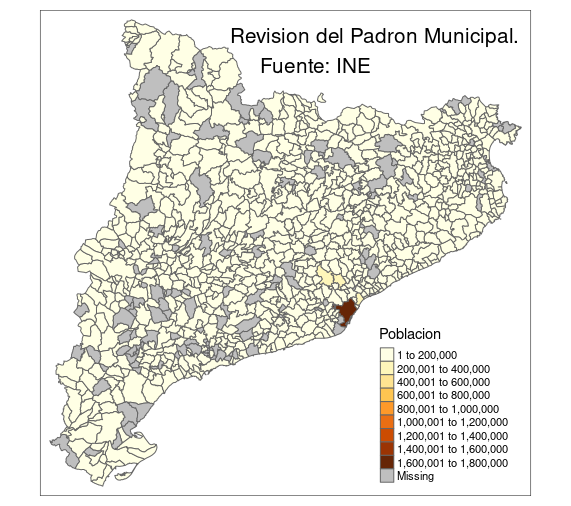 Revision del Padron Municipal.
Fuente: INE
Poblacion
1 to 200,000
200,001 to 400,000
400,001 to 600,000
600,001 to 800,000
800,001 to 1,000,000
1,000,001 to 1,200,000
1,200,001 to 1,400,000
1,400,001 to 1,600,000
1,600,001 to 1,800,000
Missing